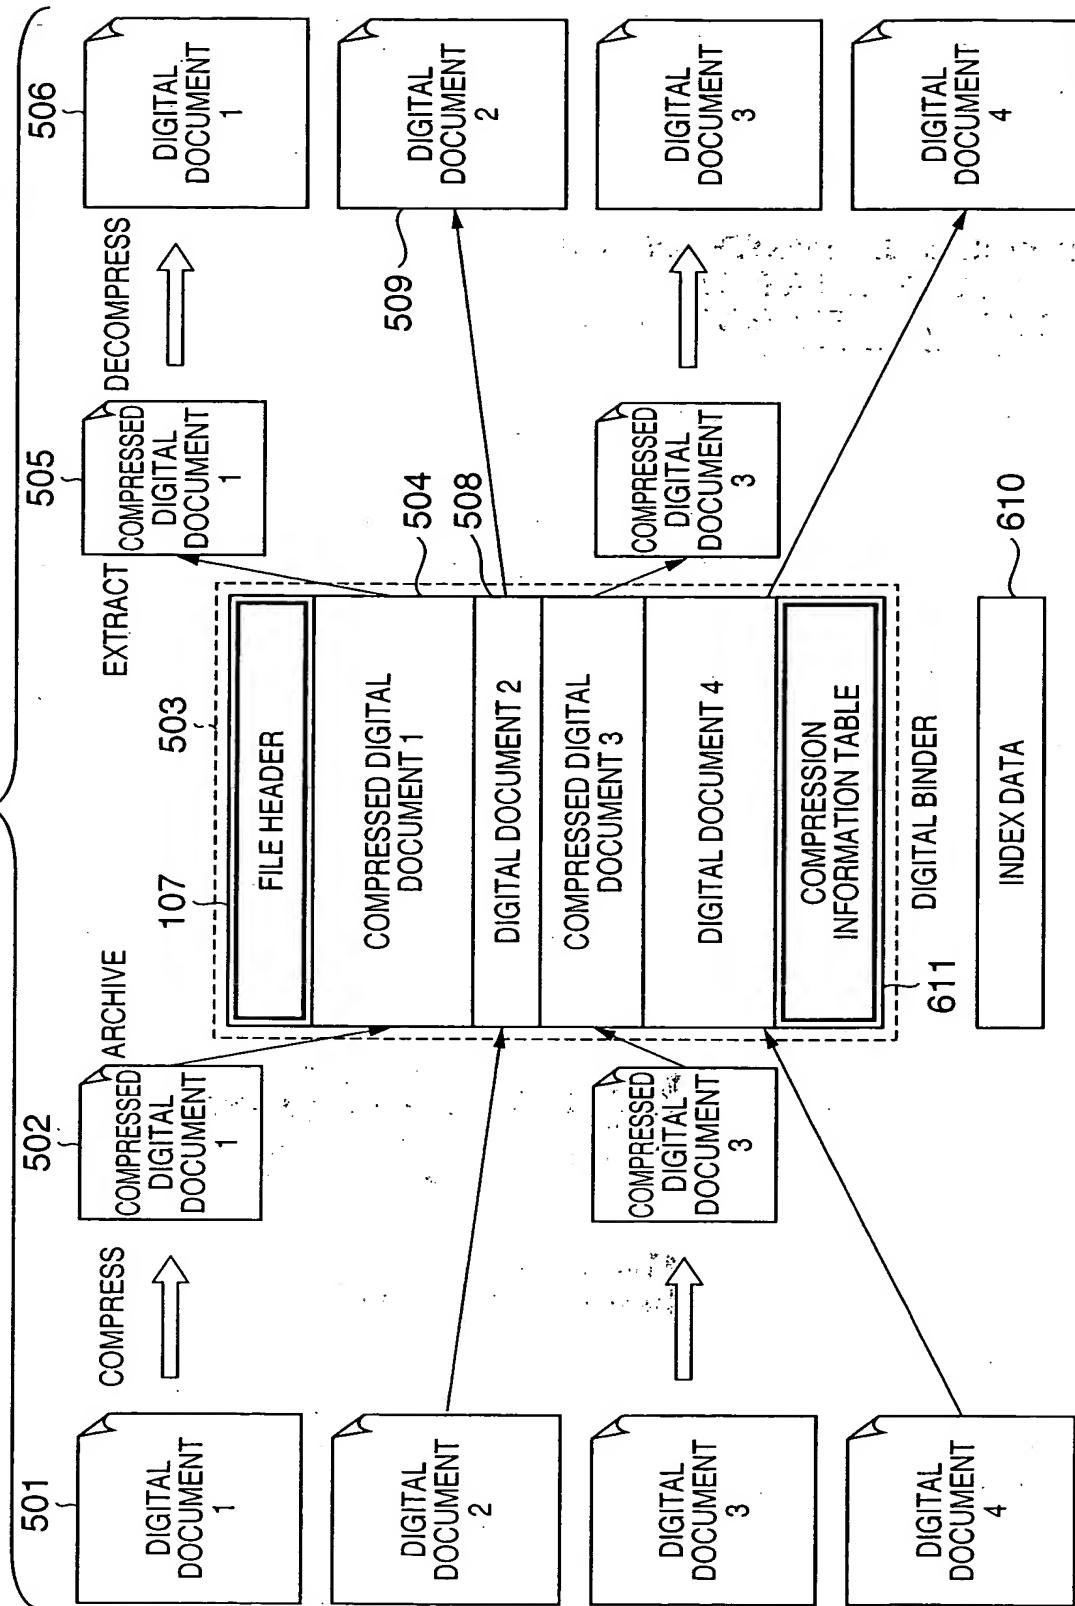 COMPRESS
ARCHIVE
EXTRACT
DECOMPRESS
501
DIGITAL
DOCUMENT
1
502
COMPRESSED
DIGITAL
DOCUMENT
1
107
503
FILE HEADER
COMPRESSED DIGITAL
DOCUMENT 1
504
505
COMPRESSED
DIGITAL
DOCUMENT
1
506
DIGITAL
DOCUMENT
1
DIGITAL
DOCUMENT
2
DIGITAL DOCUMENT 2
508
509
DIGITAL
DOCUMENT
2
DIGITAL
DOCUMENT
3
COMPRESSED
DIGITAL
DOCUMENT
3
COMPRESSED DIGITAL
DOCUMENT 3
COMPRESSED
DIGITAL
DOCUMENT
3
DIGITAL
DOCUMENT
3
DIGITAL
DOCUMENT
4
DIGITAL DOCUMENT 4
DIGITAL
DOCUMENT
4
COMPRESSION
INFORMATION TABLE
611
DIGITAL BINDER
INDEX DATA
610